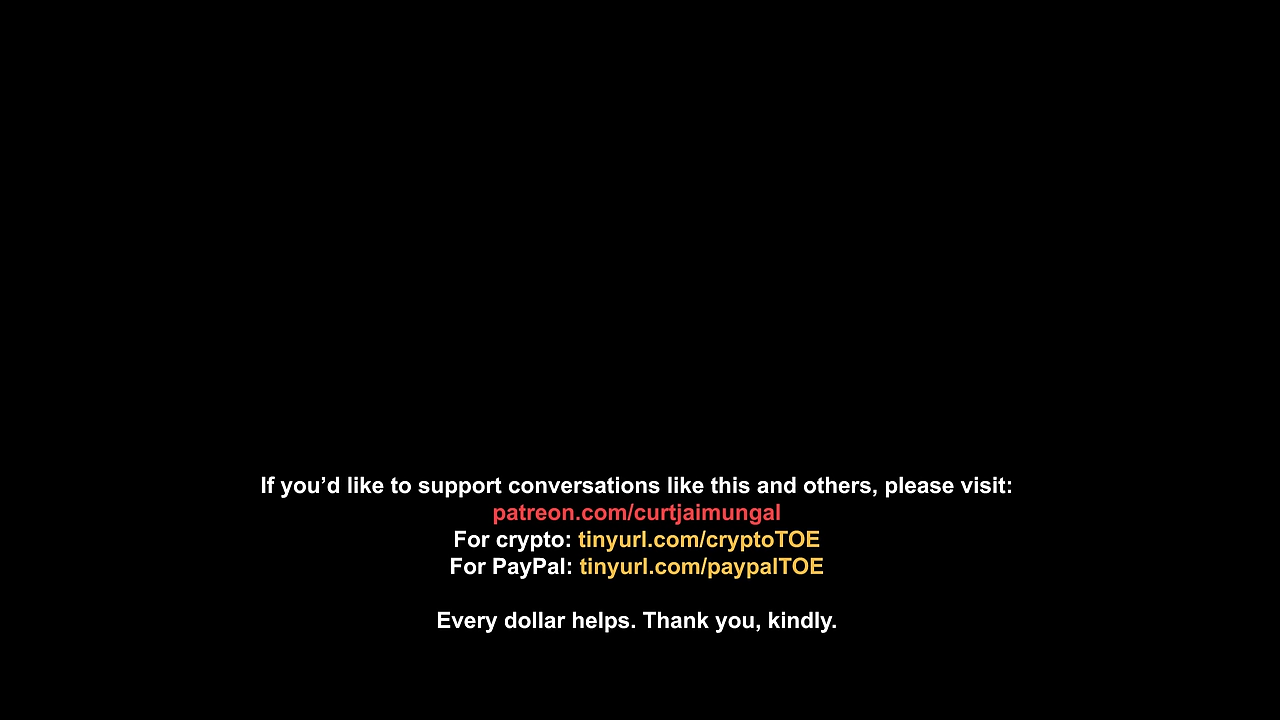 If you’d like to support conversations like this and others, please visit:
patreon.com/curtjaimungal
For crypto: tinyurl.com/cryptoTOE
For PayPal: tinyurl.com/paypalTOE
Every dollar helps. Thank you, kindly.